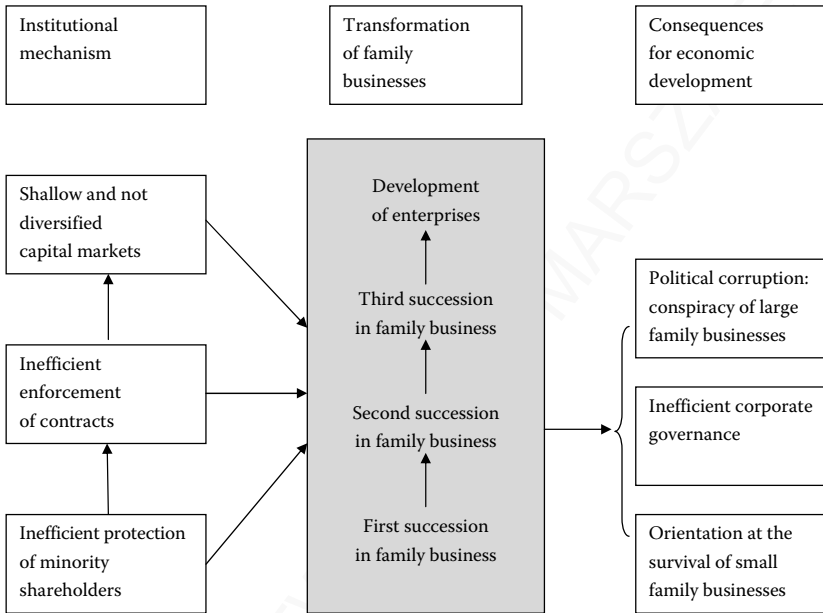 Institutional
mechanism
Transformation
of family
businesses
Consequences
for economic
development
Shallow and not
diversified
capital markets
Inefficient
enforcement
of contracts
Inefficient protection
of minority
shareholders
Development
of enterprises
Third succession
in family business
Second succession
in family business
First succession
in family business
Political corruption:
conspiracy of large
family businesses
Inefficient corporate
governance
Orientation at the
survival of small
family businesses